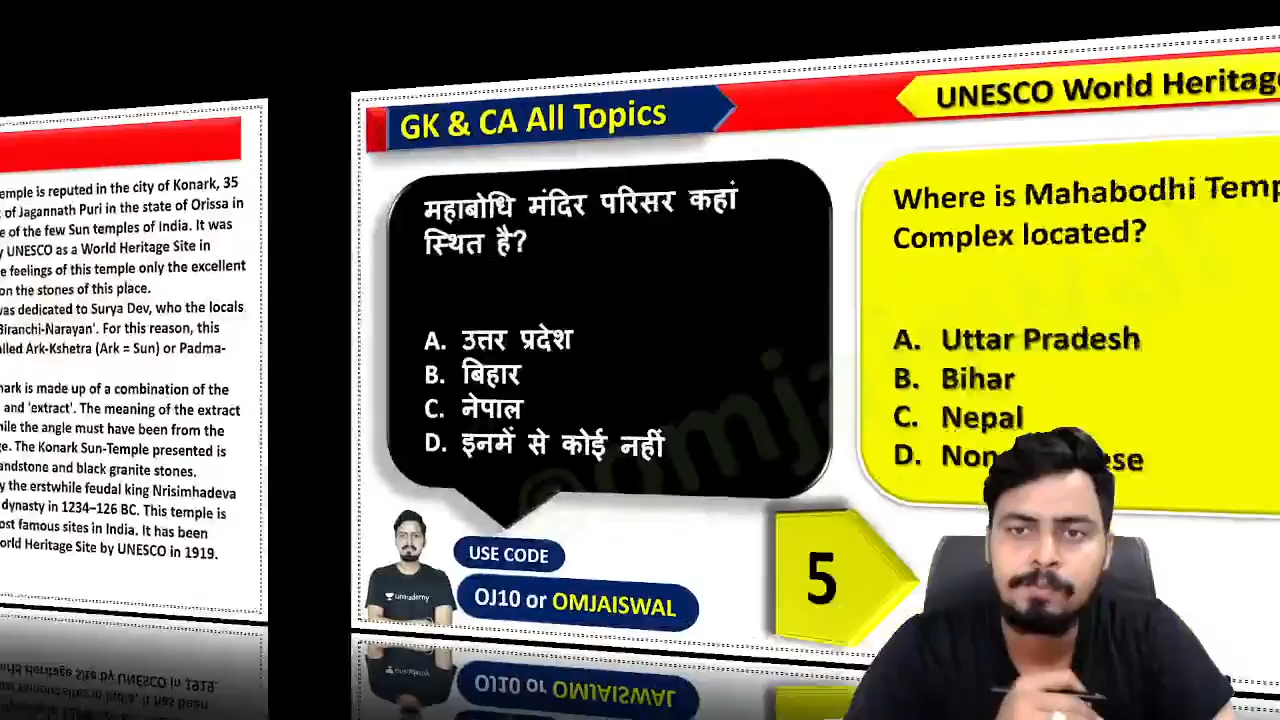 emple is reputed in the city of Konark, 35
of Jagannath Puri in the state of Orissa in
e of the few Sun temples of India. It was
y UNESCO as a World Heritage Site in
e feelings of this temple only the excellent
on the stones of this place.
was dedicated to Surya Dev, who the locals
Biranchi-Narayan'. For this reason, this
lled Ark-Kshetra (Ark = Sun) or Padma-
nark is made up of a combination of the
and 'extract'. The meaning of the extract
hile the angle must have been from the
ge. The Konark Sun-Temple presented is
andstone and black granite stones.
y the erstwhile feudal king Nrisimhadeva
dynasty in 1234–126 BC. This temple is
ost famous sites in India. It has been
orld Heritage Site by UNESCO in 1919.
GK & CA All Topics
UNESCO World Heritage
महाबोधि मंदिर परिसर कहां
स्थित है?
A. उत्तर प्रदेश
B. बिहार
C. नेपाल
D. इनमें से कोई नहीं
Where is Mahabodhi Temp
Complex located?
A. Uttar Pradesh
B. Bihar
C. Nepal
D. Non ese
unacademy
USE CODE
OJ10 or OMJAISWAL
5